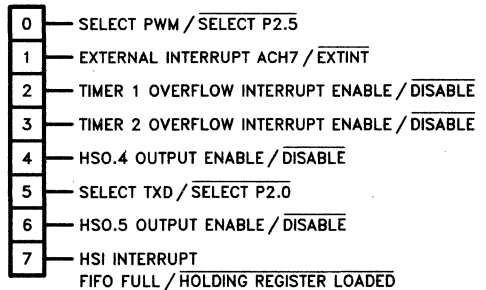 0 SELECT PWM / SELECT P2.5
1 EXTERNAL INTERRUPT ACH7 / EXTINT
2 TIMER 1 OVERFLOW INTERRUPT ENABLE / DISABLE
3 TIMER 2 OVERFLOW INTERRUPT ENABLE / DISABLE
4 HSO.4 OUTPUT ENABLE / DISABLE
5 SELECT TXD / SELECT P2.0
6 HSO.5 OUTPUT ENABLE / DISABLE
7 HSI INTERRUPT
FIFO FULL / HOLDING REGISTER LOADED